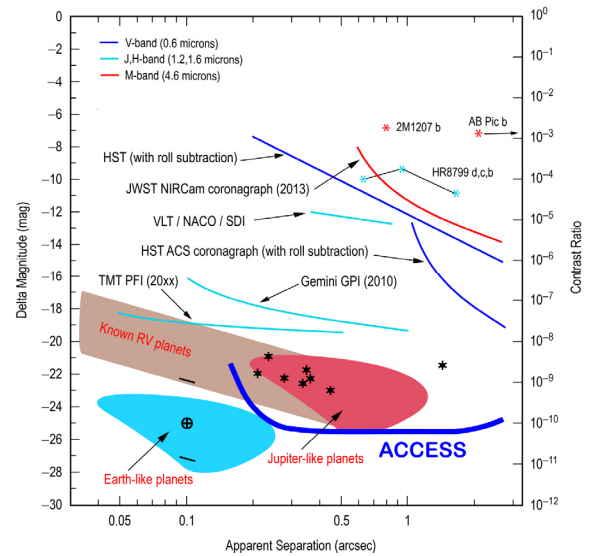 V-band (0.6 microns)
J,H-band (1.2,1.6 microns)
M-band (4.6 microns)
2M1207 b
AB Pic b
HST (with roll subtraction)
HR8799 d,c,b
JWST NIRCam coronagraph (2013)
VLT / NACO / SDI
HST ACS coronagraph (with roll subtraction)
TMT PFI (20xx)
Gemini GPI (2010)
Known RV planets
ACCESS
Jupiter-like planets
Earth-like planets
Delta Magnitude (mag)
0
−2
−4
−6
−8
−10
−12
−14
−16
−18
−20
−22
−24
−26
−28
−30
Contrast Ratio
10⁰
10⁻¹
10⁻²
10⁻³
10⁻⁴
10⁻⁵
10⁻⁶
10⁻⁷
10⁻⁸
10⁻⁹
10⁻¹⁰
10⁻¹¹
10⁻¹²
0.05 0.1 0.5 1
Apparent Separation (arcsec)